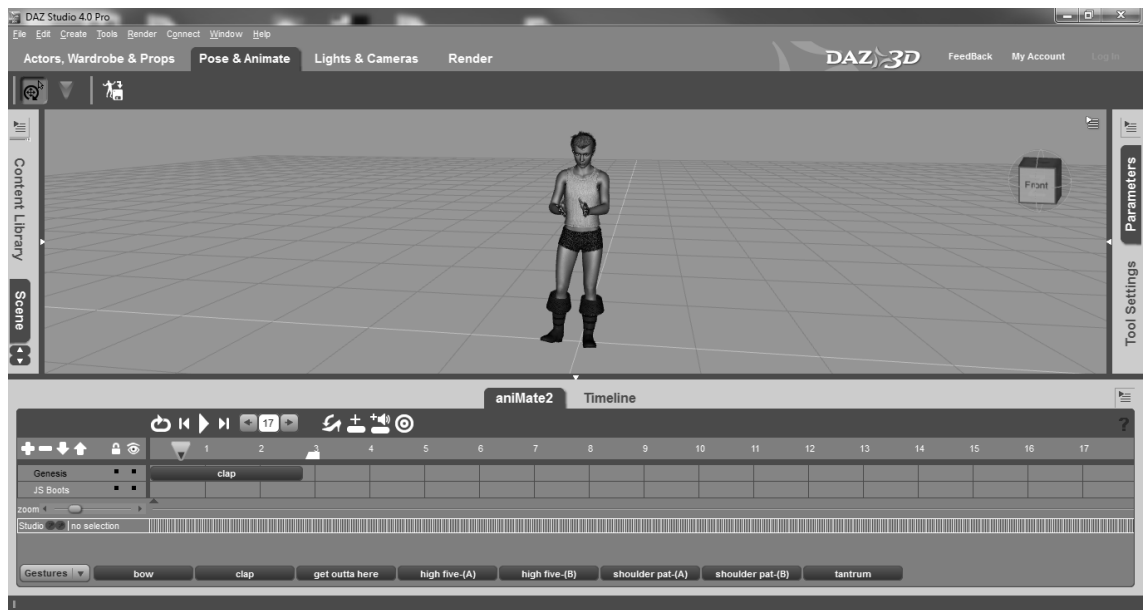 DAZ Studio 4.0 Pro
File Edit Create Tools Render Connect Window Help
Actors, Wardrobe & Props Pose & Animate Lights & Cameras Render DAZ 3D FeedBack My Account Log In
Content Library
Scene
Front
Parameters
Tool Settings
aniMate2 Timeline
17 ?
1 2 3 4 5 6 7 8 9 10 11 12 13 14 15 16 17
Genesis clap
JS Boots
zoom
Studio no selection
Gestures bow clap get outta here high five-(A) high five-(B) shoulder pat-(A) shoulder pat-(B) tantrum